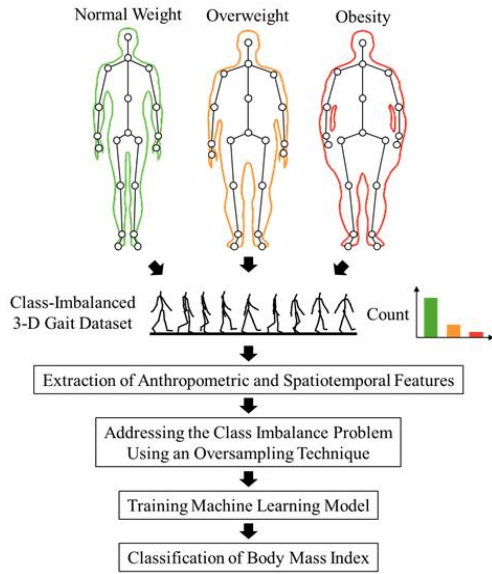 Normal Weight
Overweight
Obesity
Class-Imbalanced
3-D Gait Dataset
Count
Extraction of Anthropometric and Spatiotemporal Features
Addressing the Class Imbalance Problem
Using an Oversampling Technique
Training Machine Learning Model
Classification of Body Mass Index